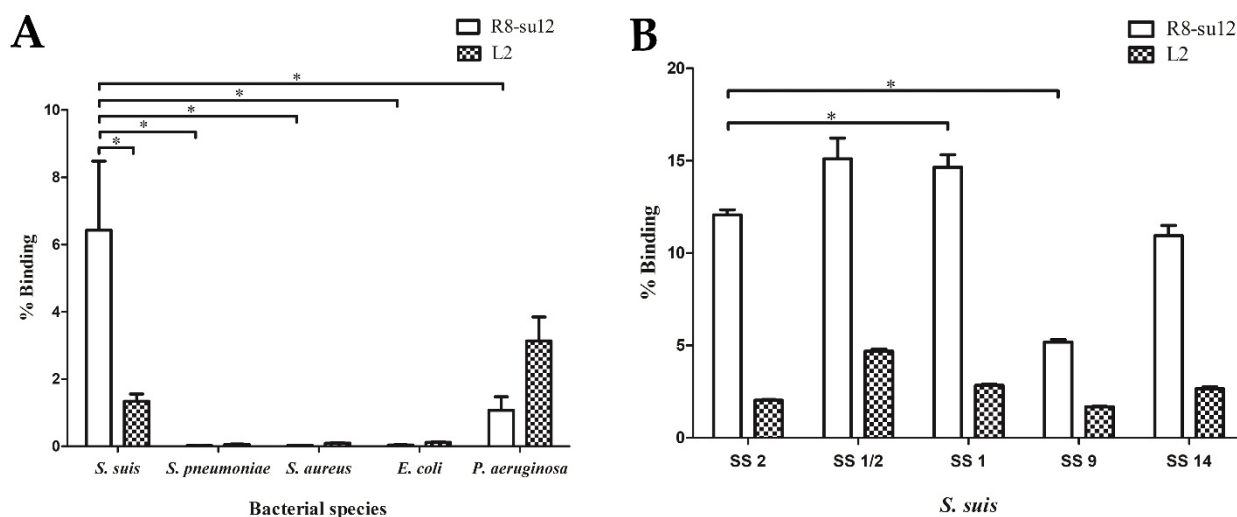 A
R8-su12
L2
*
*
*
*
*
10
8
6
4
2
0
% Binding
S. suis S. pneumoniae S. aureus E. coli P. aeruginosa
Bacterial species
B
R8-su12
L2
*
*
20
15
10
5
0
% Binding
SS 2 SS 1/2 SS 1 SS 9 SS 14
S. suis